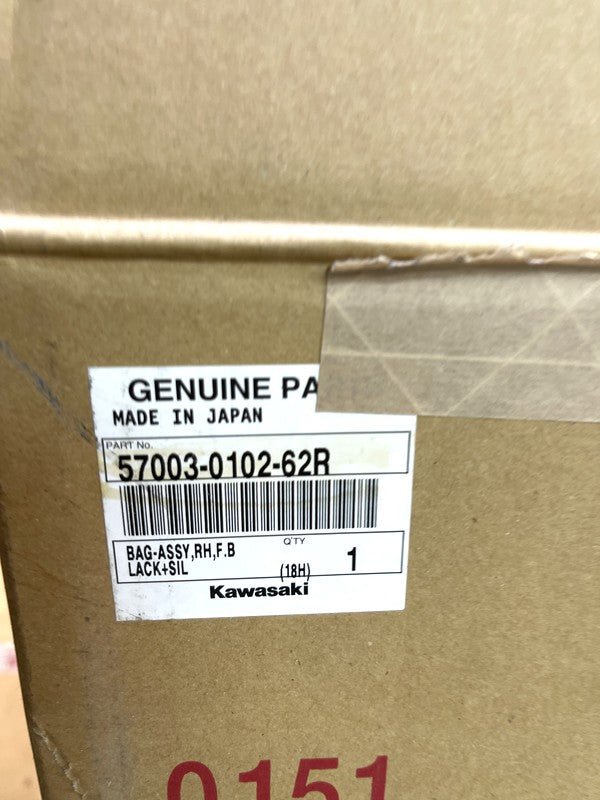 GENUINE PA
MADE IN JAPAN
PART No.
57003-0102-62R
BAG-ASSY,RH,F.B
LACK+SIL
Q'TY
(18H)
1
Kawasaki
0151